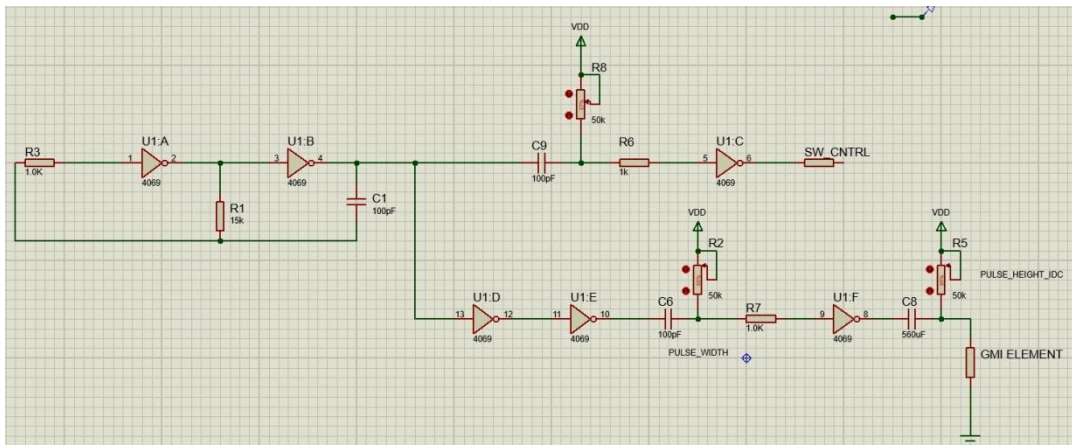 VDD
R8
50k
R3
1.0K
1
U1:A
2
4069
3
U1:B
4
4069
C9
100pF
R6
1k
5
U1:C
6
4069
SW_CNTRL
R1
15k
C1
100pF
VDD
R2
50k
VDD
R5
50k
PULSE_HEIGHT_IDC
13
U1:D
12
4069
11
U1:E
10
4069
C6
100pF
R7
1.0K
9
U1:F
8
4069
C8
560uF
PULSE_WIDTH
GMI ELEMENT